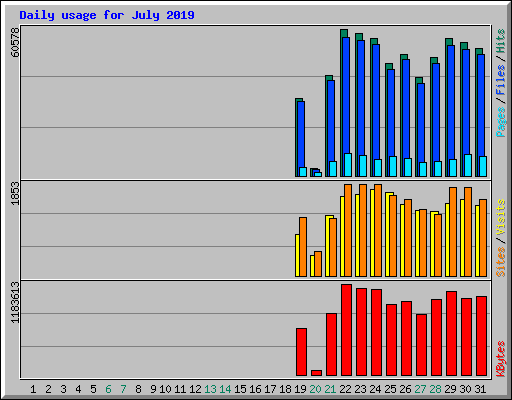 Daily usage for July 2019
60578
Pages / Files / Hits
1853
Sites / Visits
1183613
KBytes
1 2 3 4 5 6 7 8 9 10 11 12 13 14 15 16 17 18 19 20 21 22 23 24 25 26 27 28 29 30 31